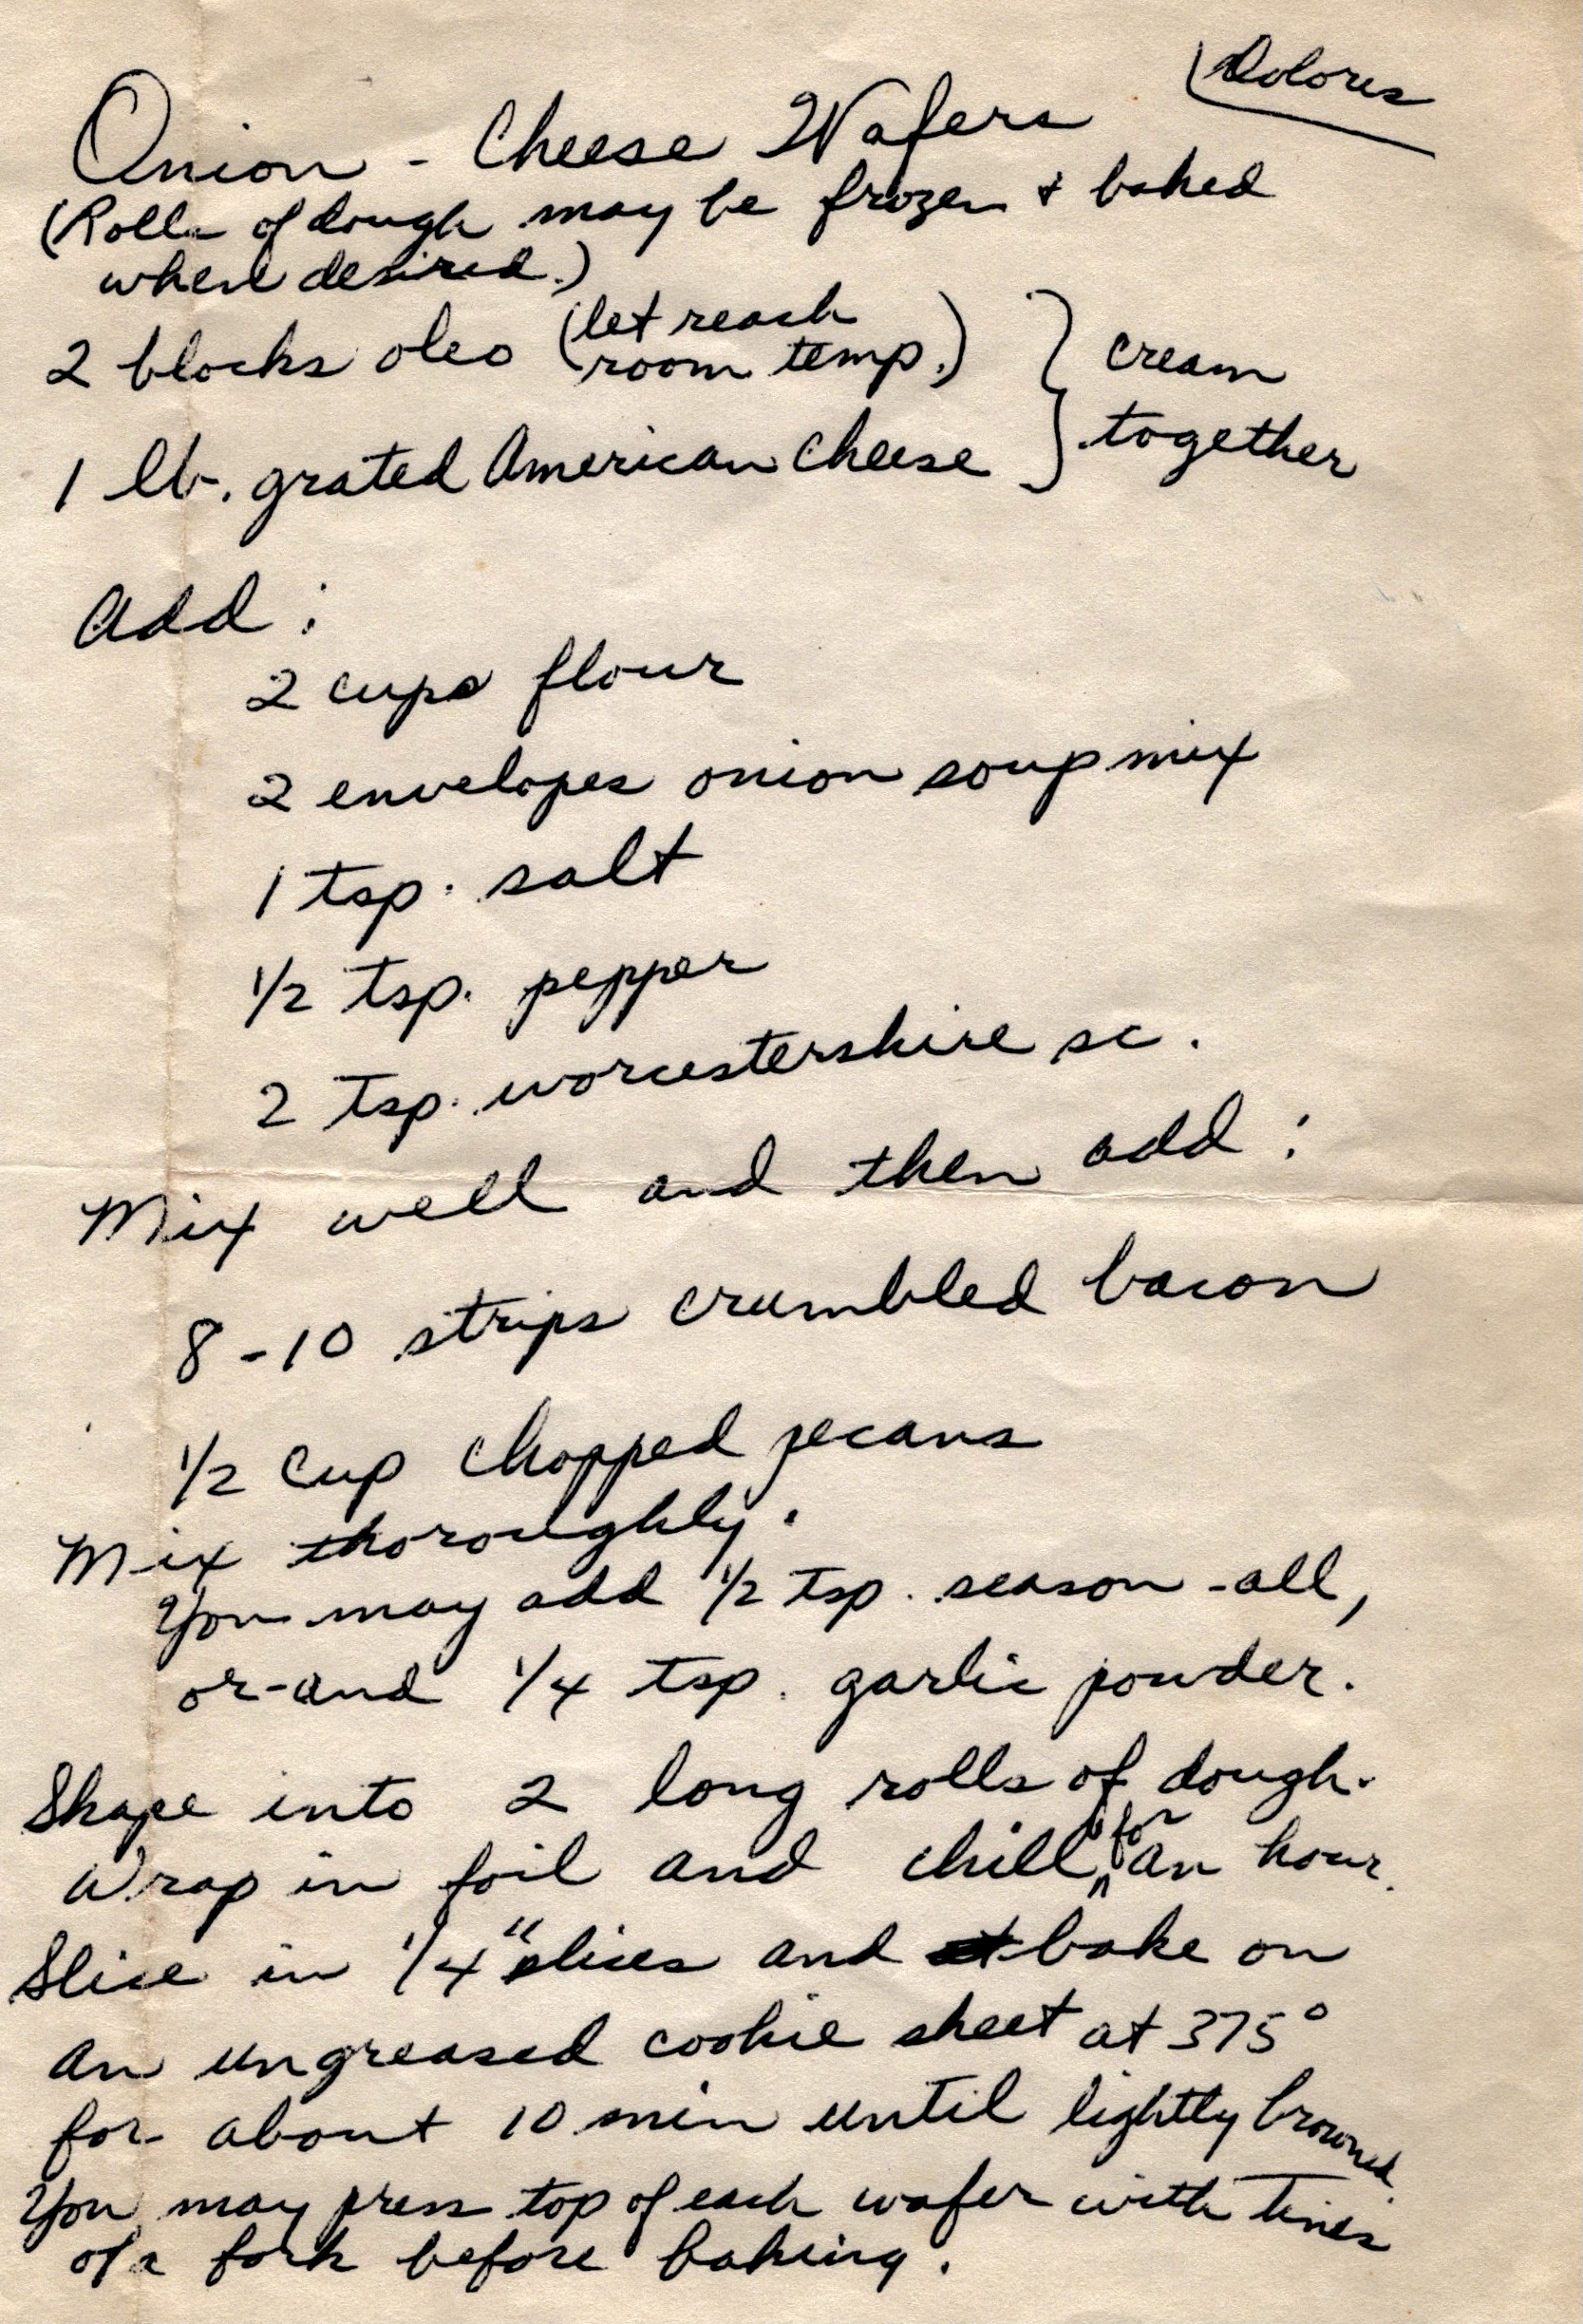 Dolores
Onion - Cheese Wafers
(Rolls of dough may be frozen + baked
when desired.)
2 blocks oleo (let reach
room temp.)
cream
together
1 lb. grated American Cheese
Add:
2 cups flour
2 envelopes onion soup mix
1 tsp. salt
1/2 tsp. pepper
2 tsp. worcestershire sc.
Mix well and then add:
8-10 strips crumbled bacon
1/2 cup chopped pecans
Mix thoroughly.
You may add 1/2 tsp. season-all,
or-and 1/4 tsp. garlic powder.
Shape into 2 long rolls of dough.
Wrap in foil and chill for an hour.
Slice in 1/4" slices and bake on
an ungreased cookie sheet at 375°
for about 10 min until lightly browned
You may press top of each wafer with tines
of a fork before baking.